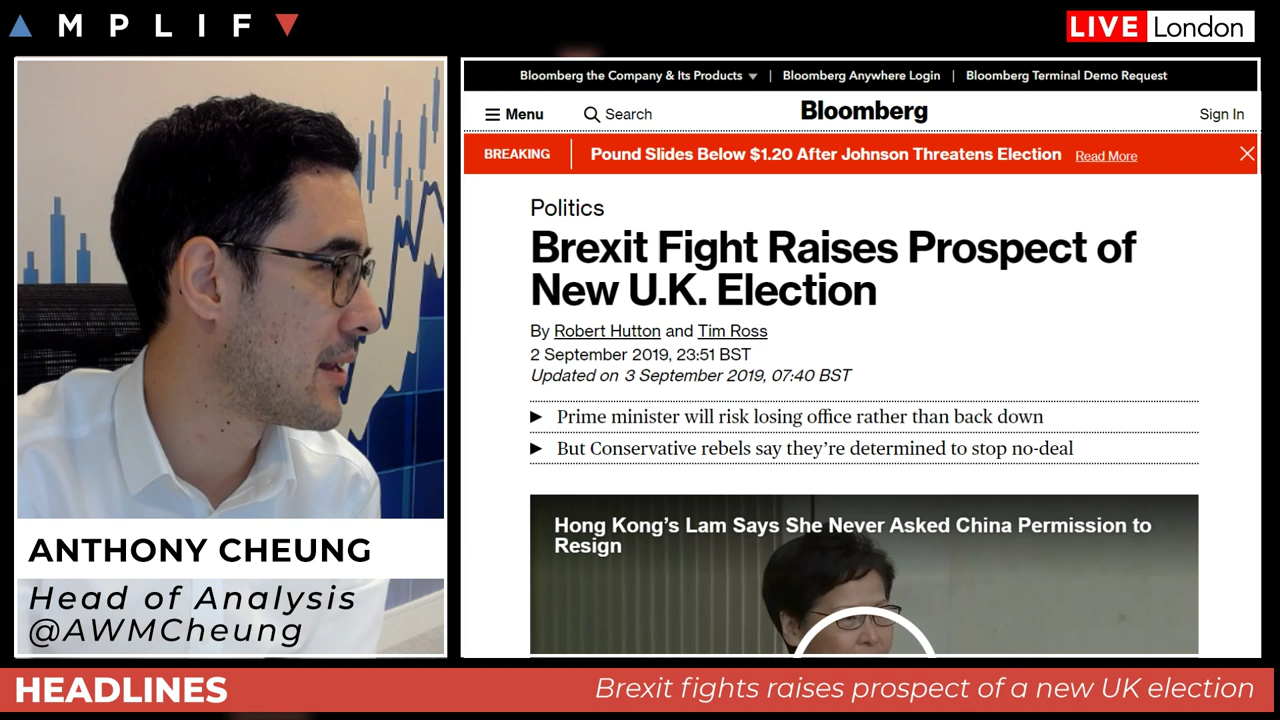 MPLIF
LIVE London
Bloomberg the Company & Its Products | Bloomberg Anywhere Login | Bloomberg Terminal Demo Request
Menu Search Bloomberg Sign In
BREAKING Pound Slides Below $1.20 After Johnson Threatens Election Read More
Politics
Brexit Fight Raises Prospect of
New U.K. Election
By Robert Hutton and Tim Ross
2 September 2019, 23:51 BST
Updated on 3 September 2019, 07:40 BST
Prime minister will risk losing office rather than back down
But Conservative rebels say they’re determined to stop no-deal
Hong Kong’s Lam Says She Never Asked China Permission to
Resign
ANTHONY CHEUNG
Head of Analysis
@AWMCheung
HEADLINES Brexit fights raises prospect of a new UK election